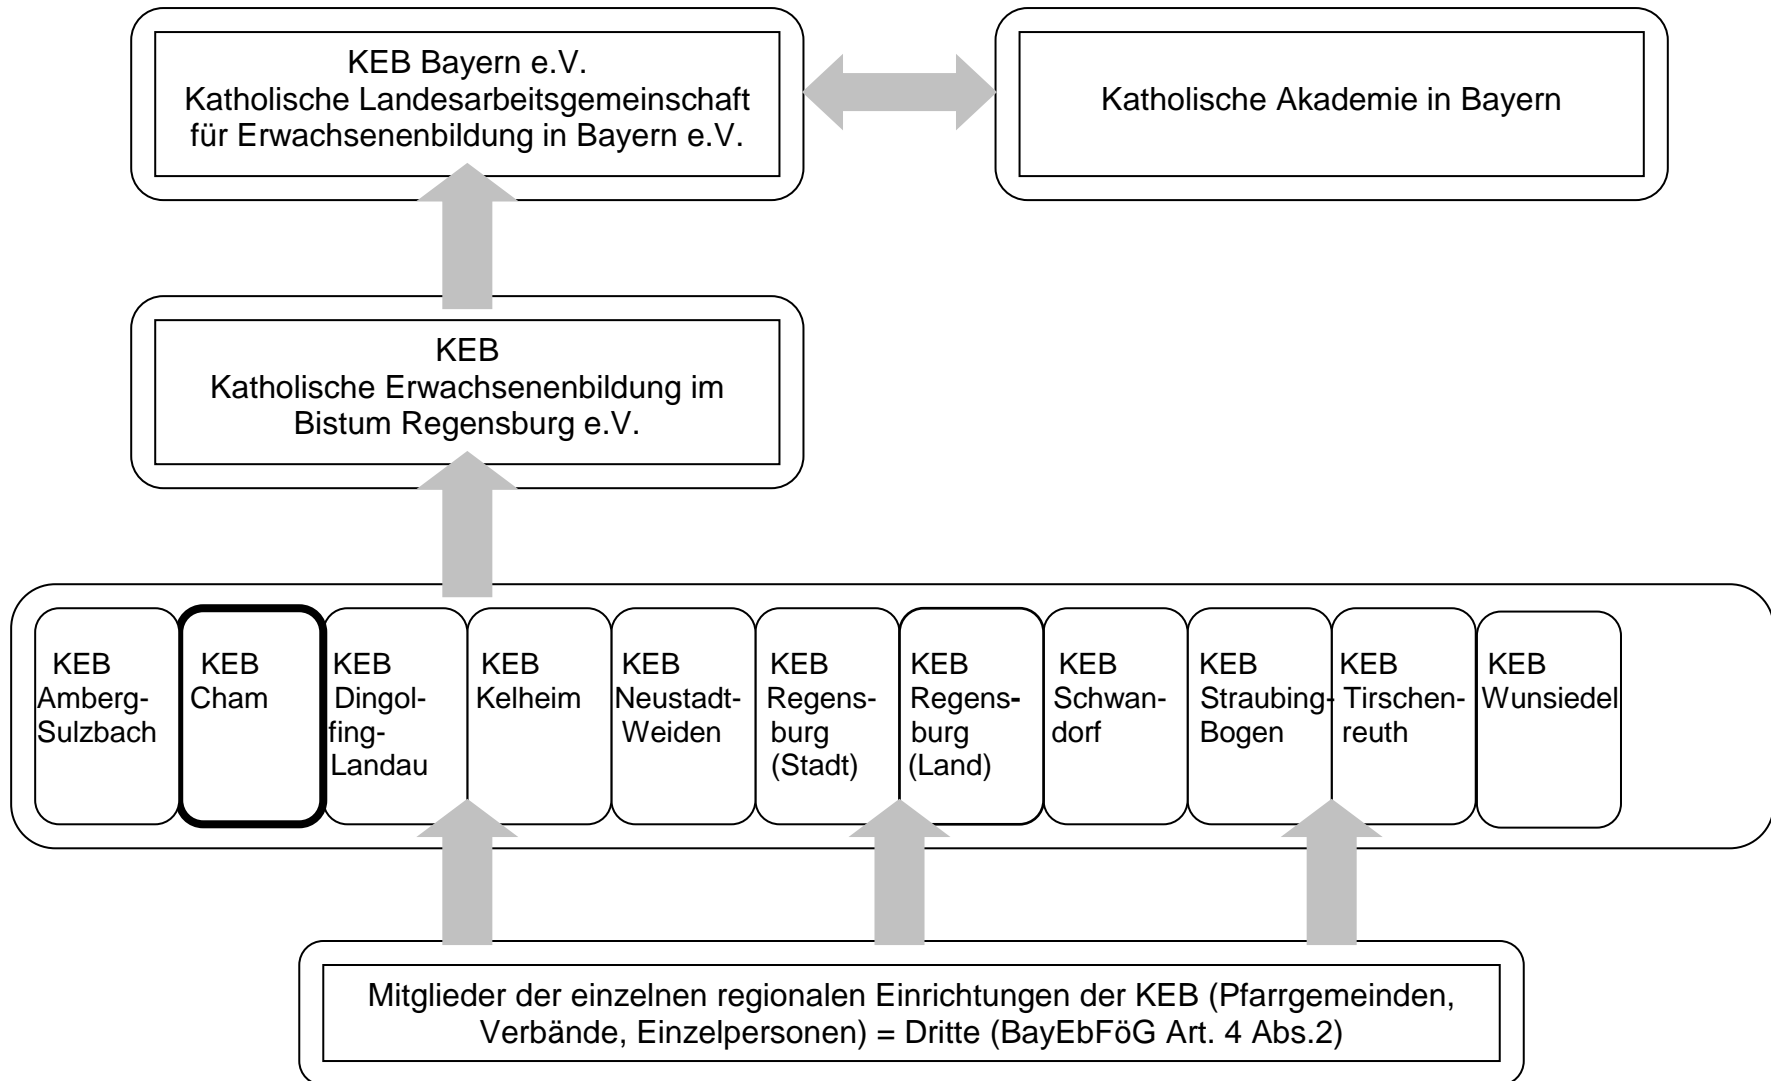 KEB Bayern e.V.
Katholische Landesarbeitsgemeinschaft
für Erwachsenenbildung in Bayern e.V.
Katholische Akademie in Bayern
KEB
Katholische Erwachsenenbildung im
Bistum Regensburg e.V.
KEB
Amberg-
Sulzbach
KEB
Cham
KEB
Dingol-
fing-
Landau
KEB
Kelheim
KEB
Neustadt-
Weiden
KEB
Regens-
burg
(Stadt)
KEB
Regens-
burg
(Land)
KEB
Schwan-
dorf
KEB
Straubing-
Bogen
KEB
Tirschen-
reuth
KEB
Wunsiedel
Mitglieder der einzelnen regionalen Einrichtungen der KEB (Pfarrgemeinden,
Verbände, Einzelpersonen) = Dritte (BayEbFöG Art. 4 Abs.2)